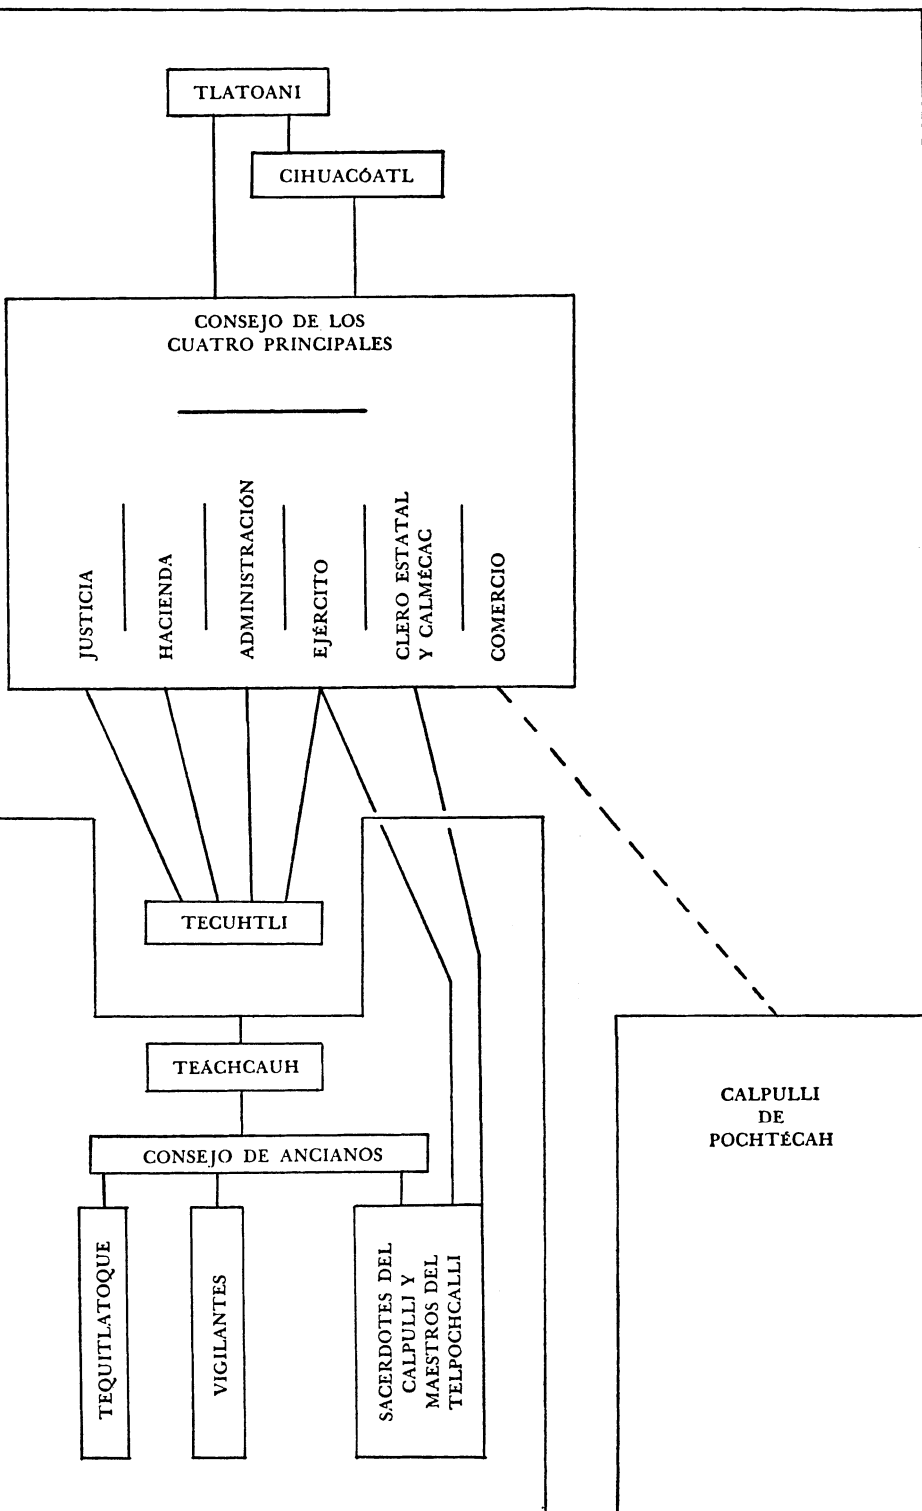 TLATOANI
CIHUACÓATL
CONSEJO DE LOS
CUATRO PRINCIPALES
JUSTICIA
HACIENDA
ADMINISTRACIÓN
EJÉRCITO
CLERO ESTATAL
Y CALMÉCAC
COMERCIO
TECUHTLI
TEÁCHCAUH
CONSEJO DE ANCIANOS
TEQUITLATOQUE
VIGILANTES
SACERDOTES DEL
CALPULLI Y
MAESTROS DEL
TELPOCHCALLI
CALPULLI
DE
POCHTÉCAH